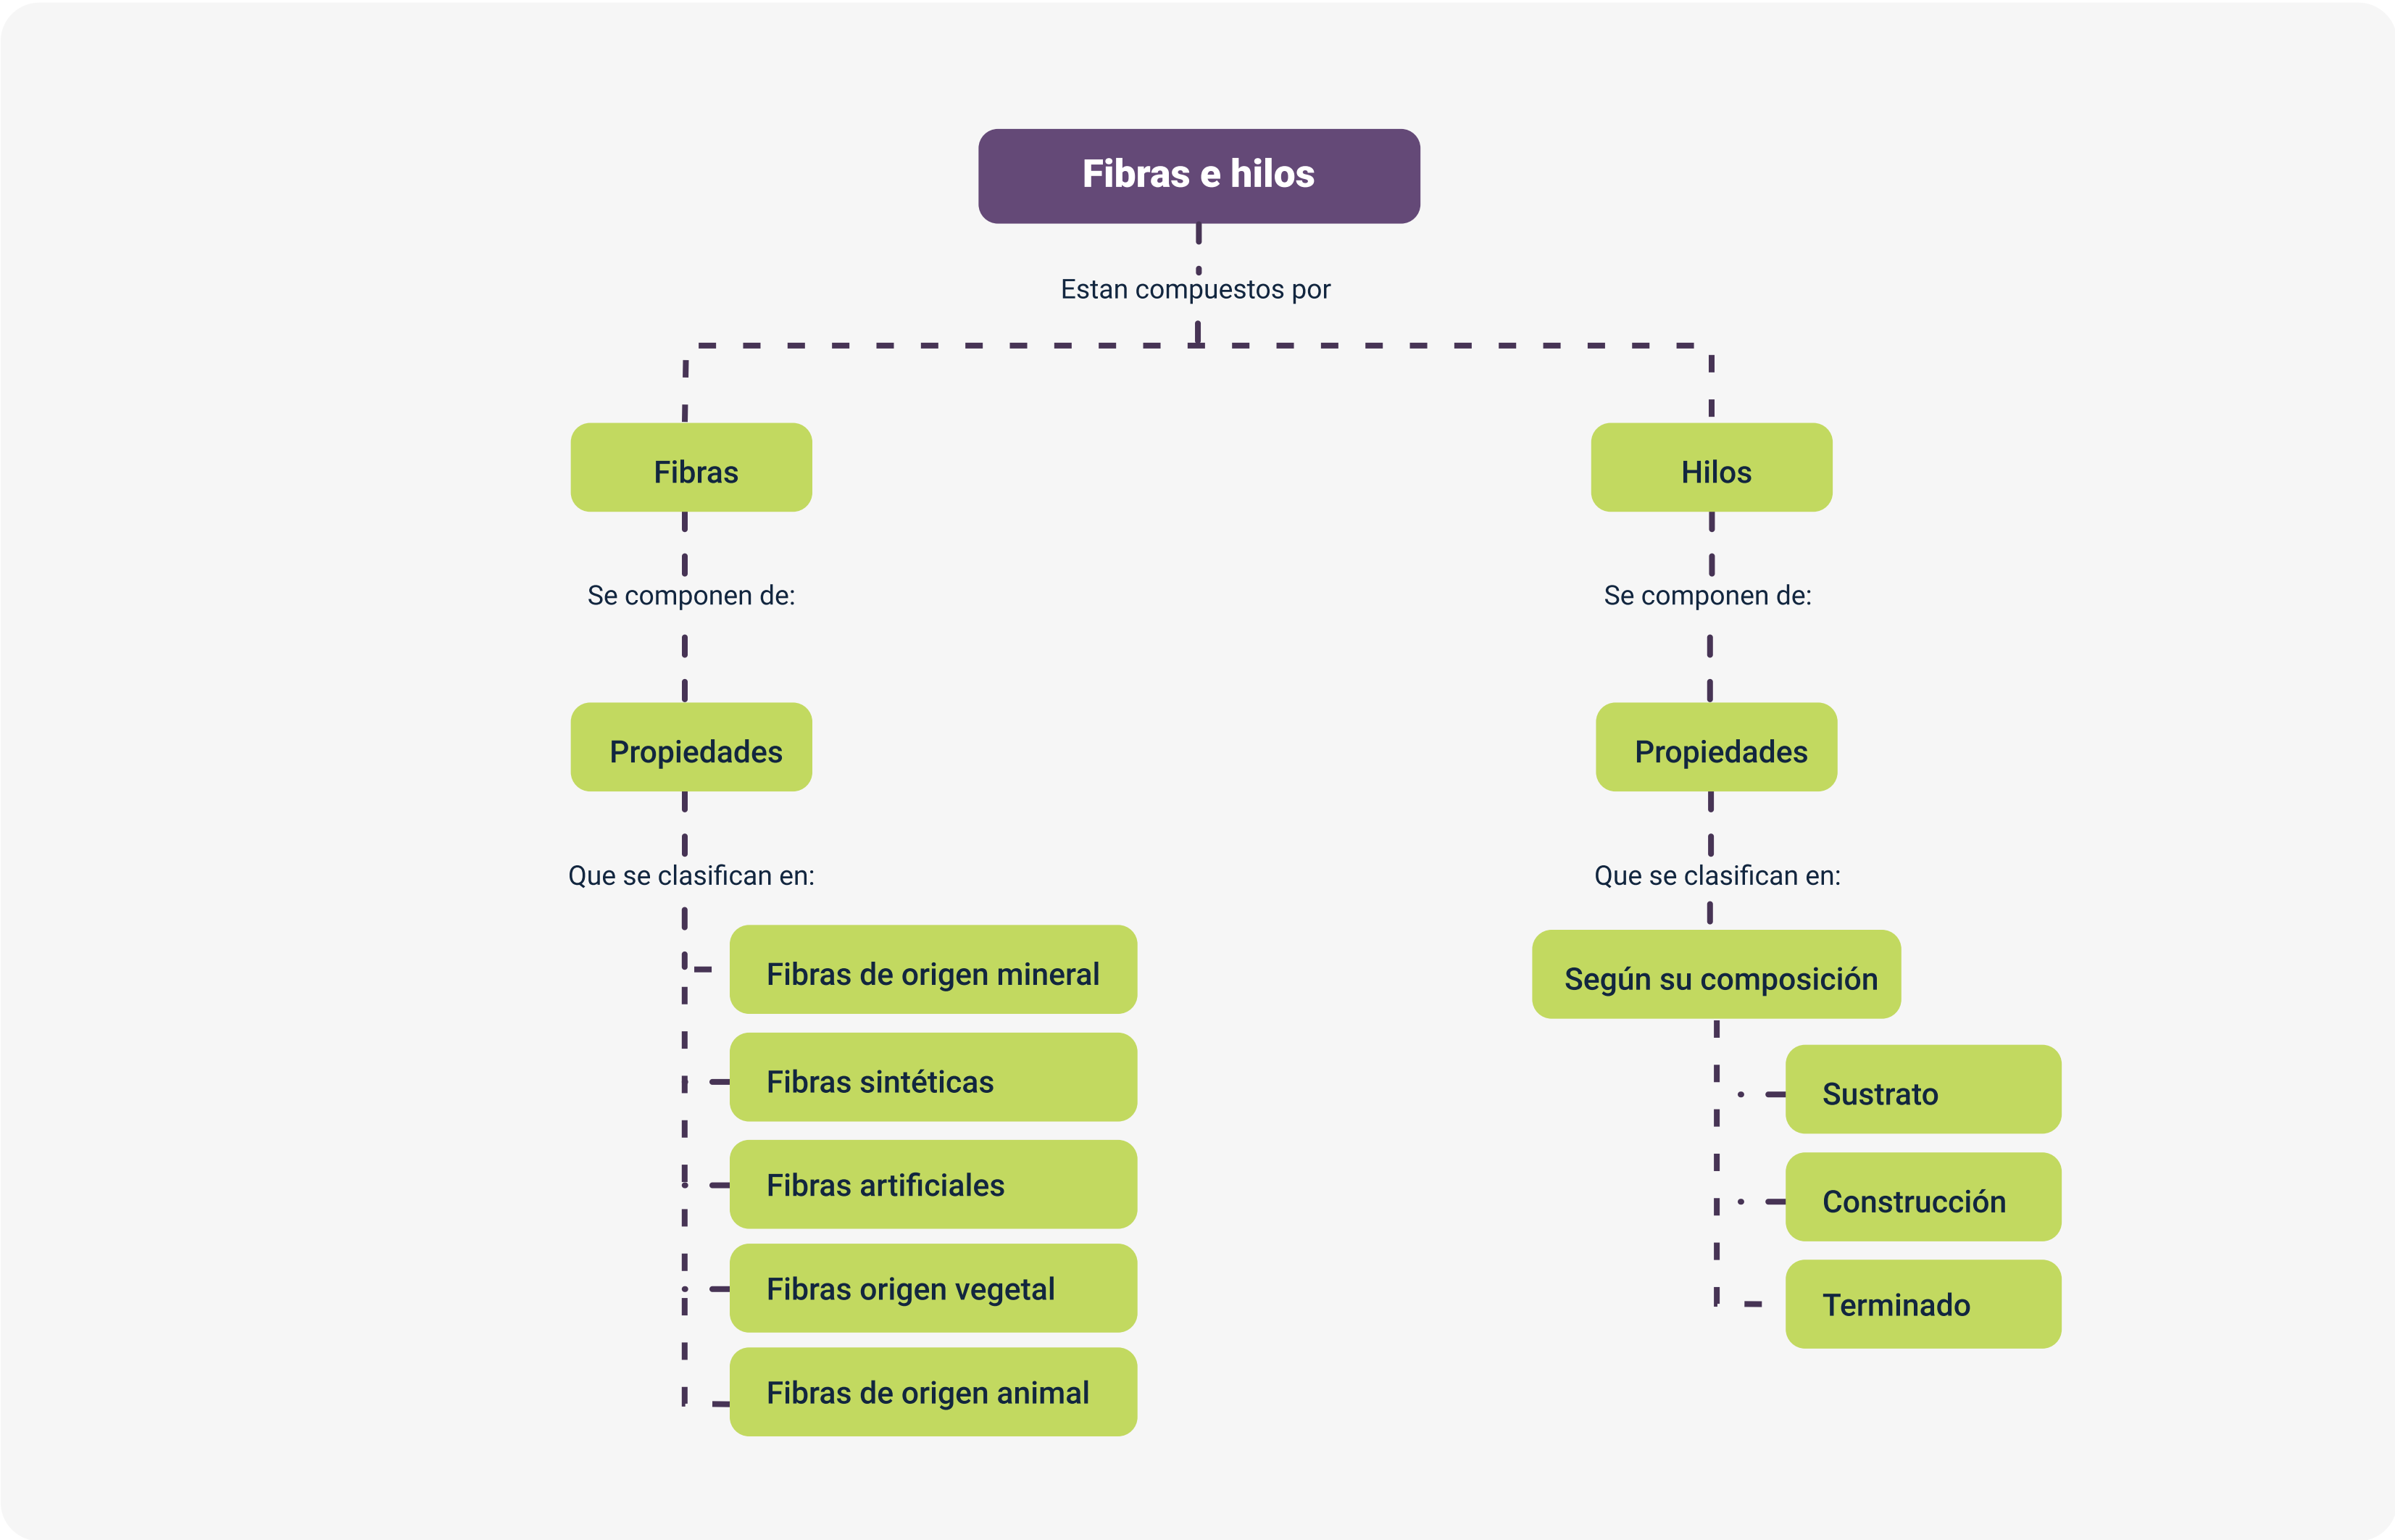 Fibras e hilos
Estan compuestos por
Fibras
Hilos
Se componen de:
Se componen de:
Propiedades
Propiedades
Que se clasifican en:
Que se clasifican en:
Fibras de origen mineral
Fibras sintéticas
Fibras artificiales
Fibras origen vegetal
Fibras de origen animal
Según su composición
Sustrato
Construcción
Terminado